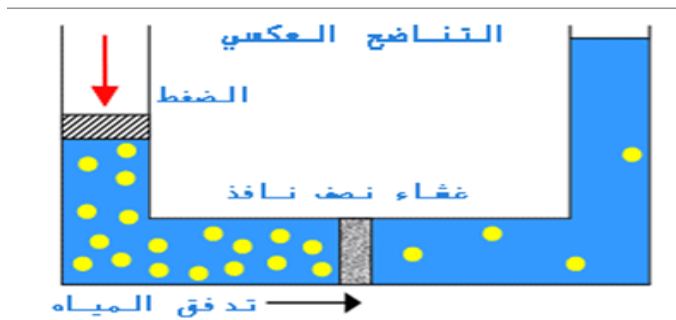 التناضح العكسي
الضغط
غشاء نصف نافذ
تدفق المياه